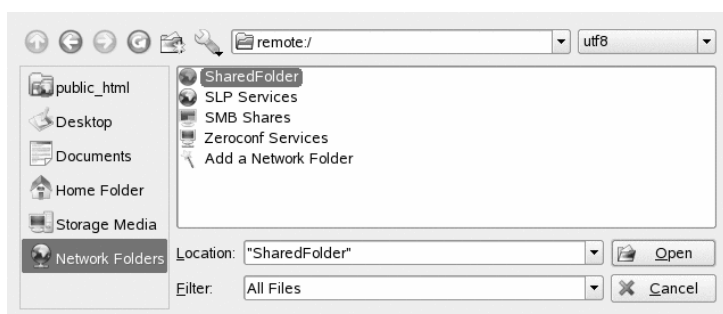 remote:/
utf8
public_html
Desktop
Documents
Home Folder
Storage Media
Network Folders
SharedFolder
SLP Services
SMB Shares
Zeroconf Services
Add a Network Folder
Location: "SharedFolder"
Open
Filter: All Files
Cancel